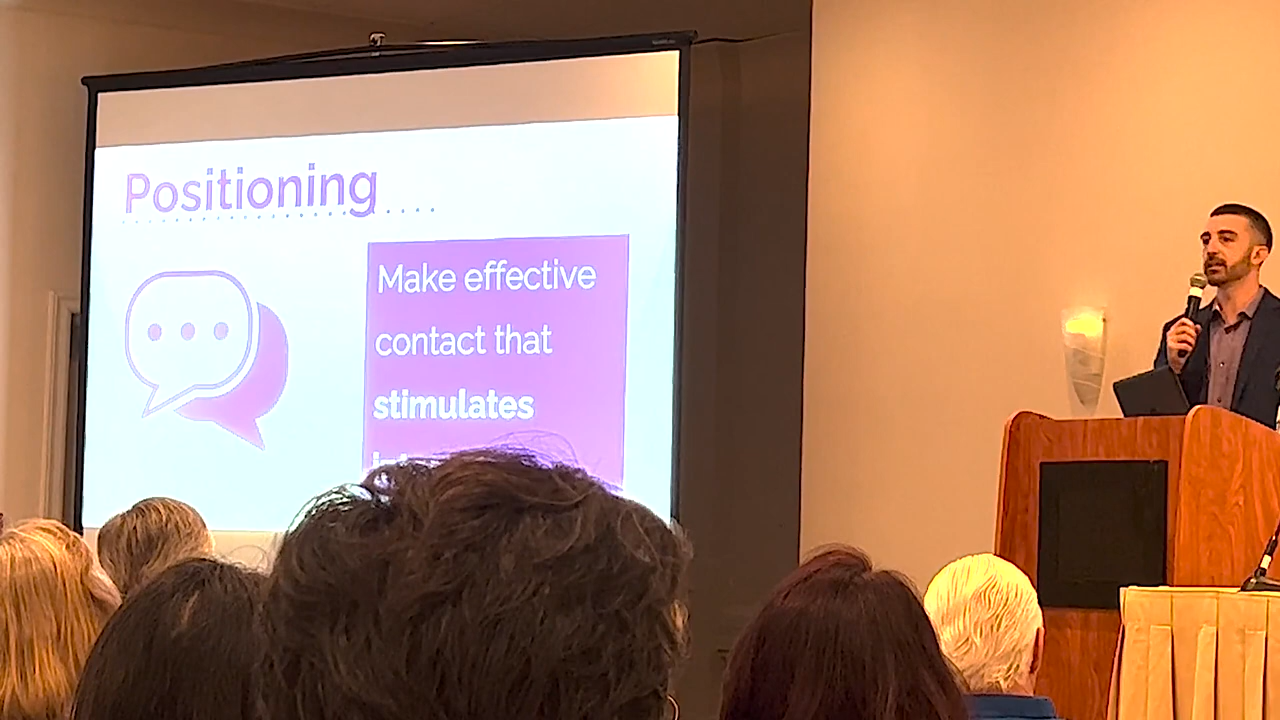 Positioning
Make effective
contact that
stimulates